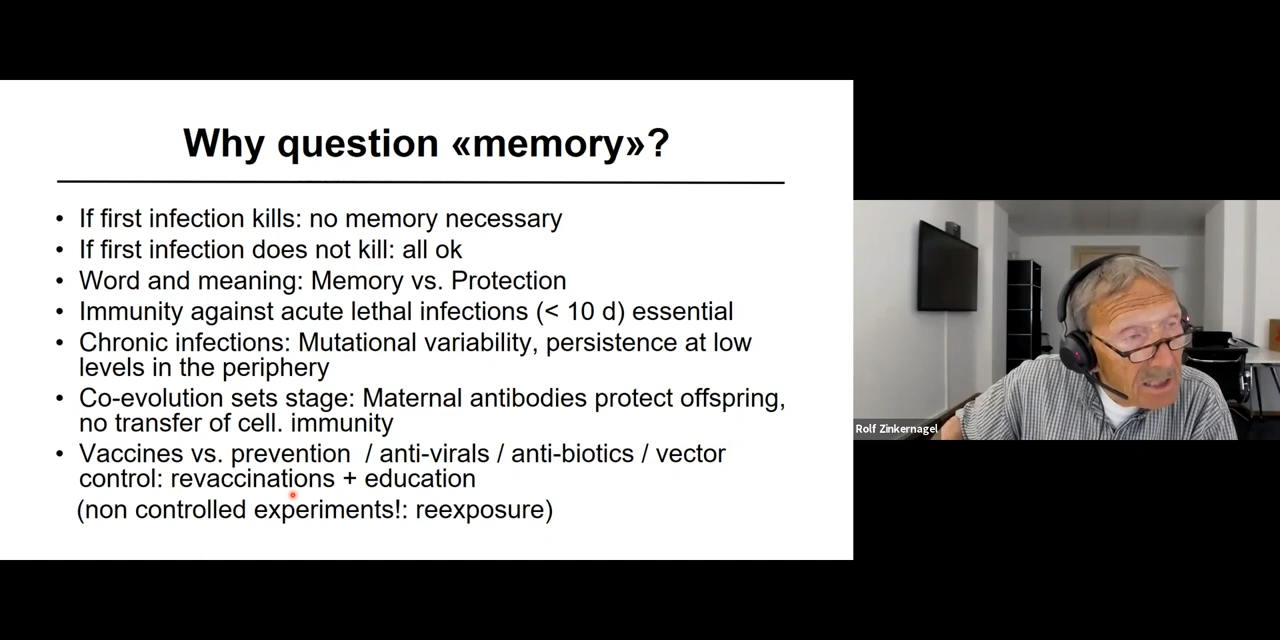 Why question «memory»?
• If first infection kills: no memory necessary
• If first infection does not kill: all ok
• Word and meaning: Memory vs. Protection
• Immunity against acute lethal infections (< 10 d) essential
• Chronic infections: Mutational variability, persistence at low
levels in the periphery
• Co-evolution sets stage: Maternal antibodies protect offspring,
no transfer of cell. immunity
• Vaccines vs. prevention / anti-virals / anti-biotics / vector
control: revaccinations + education
(non controlled experiments!: reexposure)
Rolf Zinkernagel